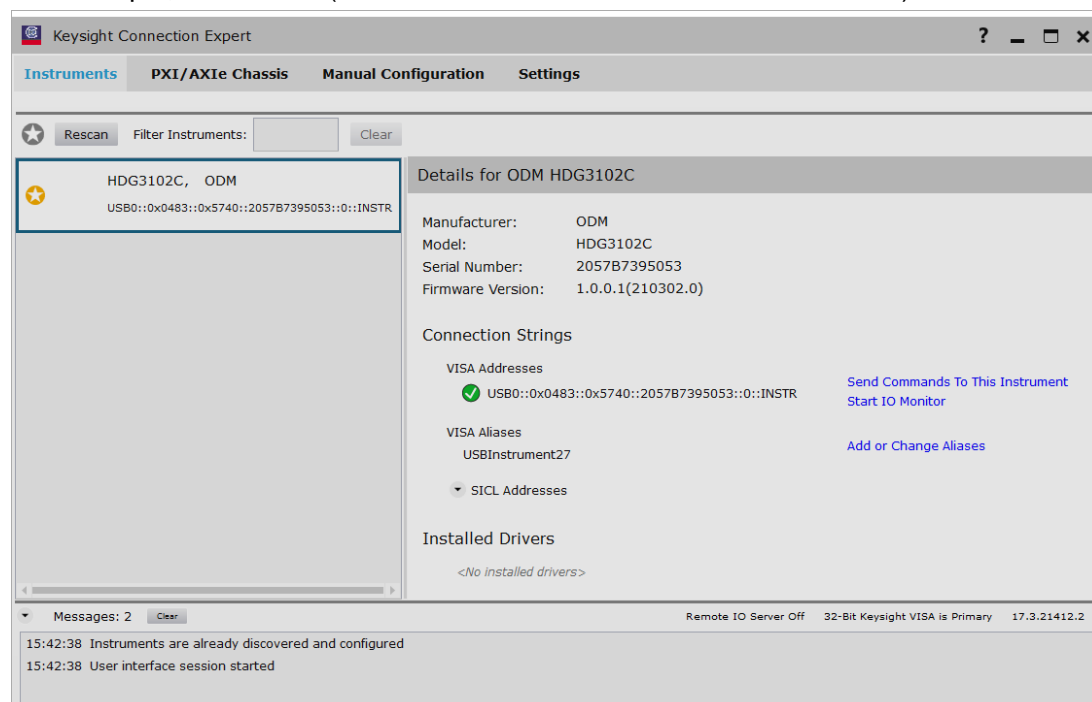 Keysight Connection Expert
?
Instruments PXI/AXIe Chassis Manual Configuration Settings
Rescan Filter Instruments: Clear
HDG3102C, ODM
USB0::0x0483::0x5740::2057B7395053::0::INSTR
Details for ODM HDG3102C
Manufacturer: ODM
Model: HDG3102C
Serial Number: 2057B7395053
Firmware Version: 1.0.0.1(210302.0)
Connection Strings
VISA Addresses
USB0::0x0483::0x5740::2057B7395053::0::INSTR
Send Commands To This Instrument
Start IO Monitor
VISA Aliases
USBInstrument27
Add or Change Aliases
SICL Addresses
Installed Drivers
<No installed drivers>
Messages: 2 Clear Remote IO Server Off 32-Bit Keysight VISA is Primary 17.3.21412.2
15:42:38 Instruments are already discovered and configured
15:42:38 User interface session started